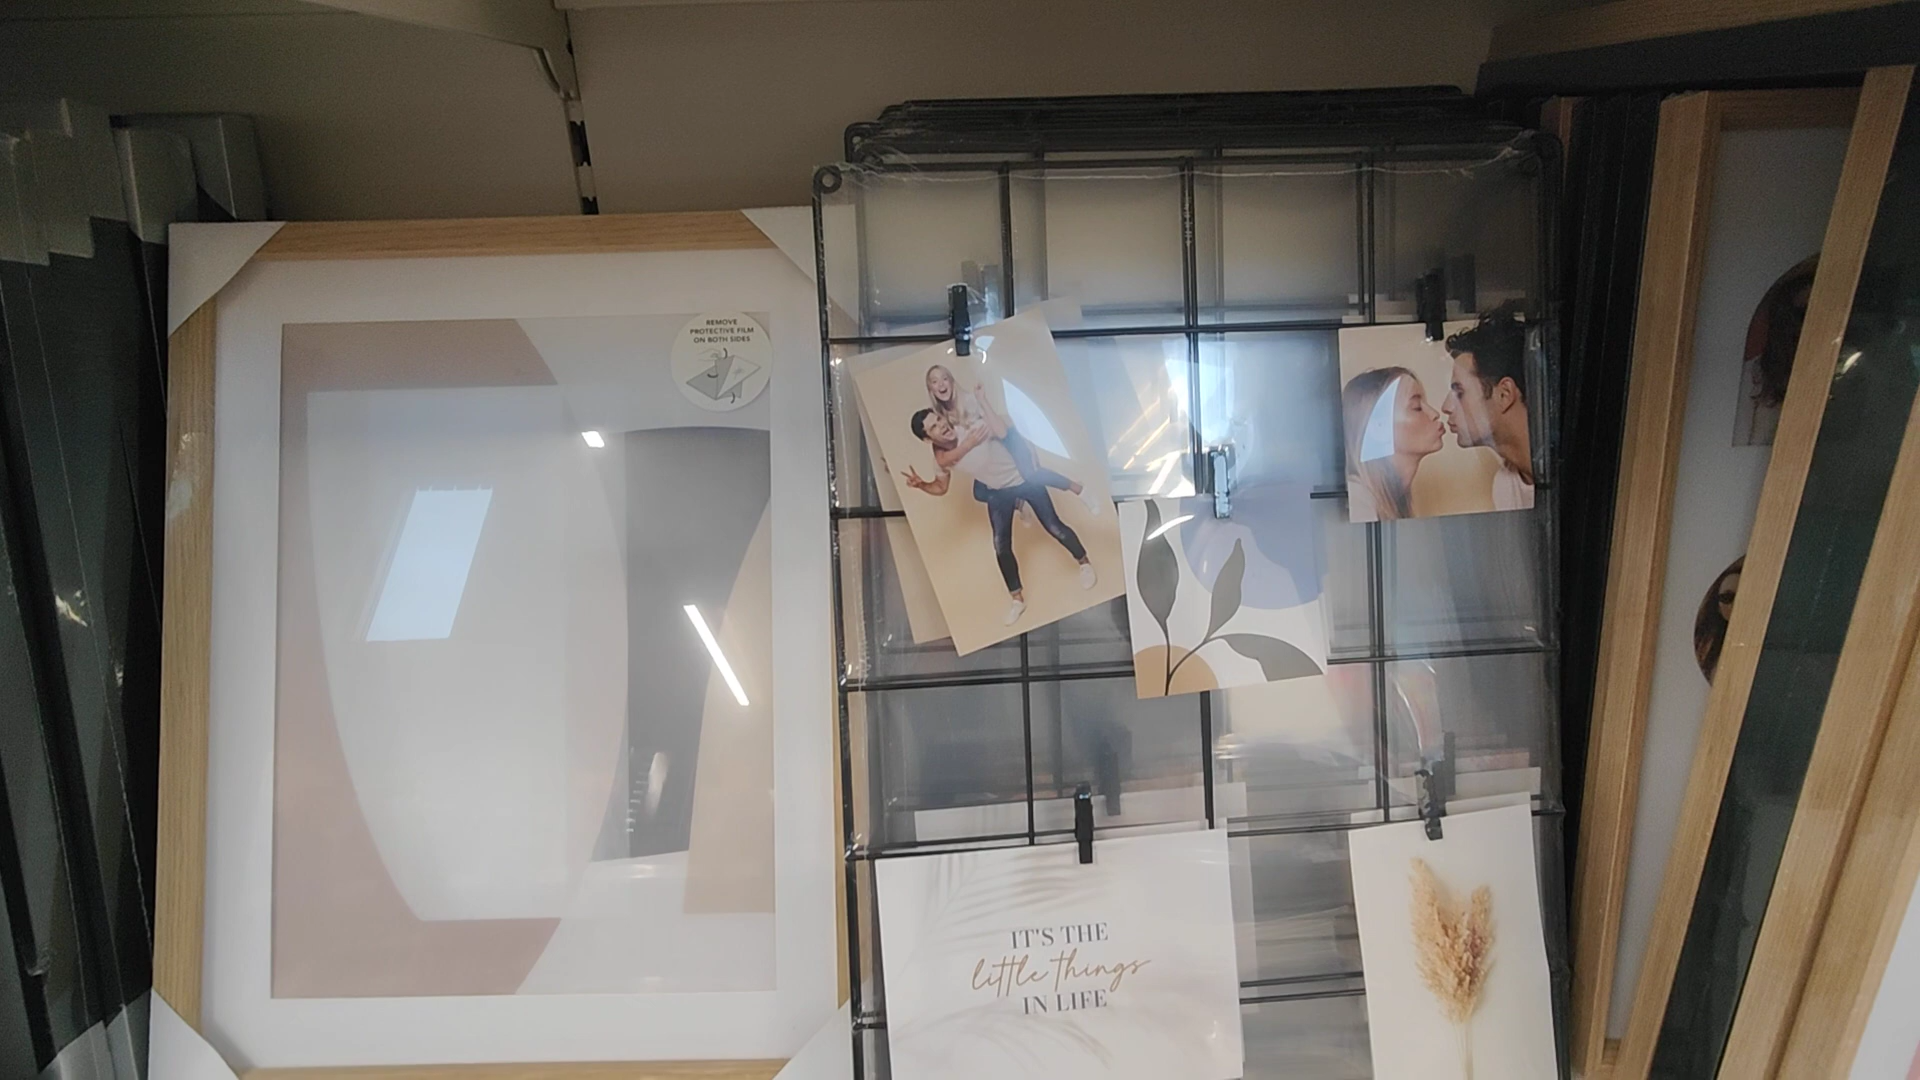 REMOVE
PROTECTIVE FILM
ON BOTH SIDES
IT'S THE
little things
IN LIFE